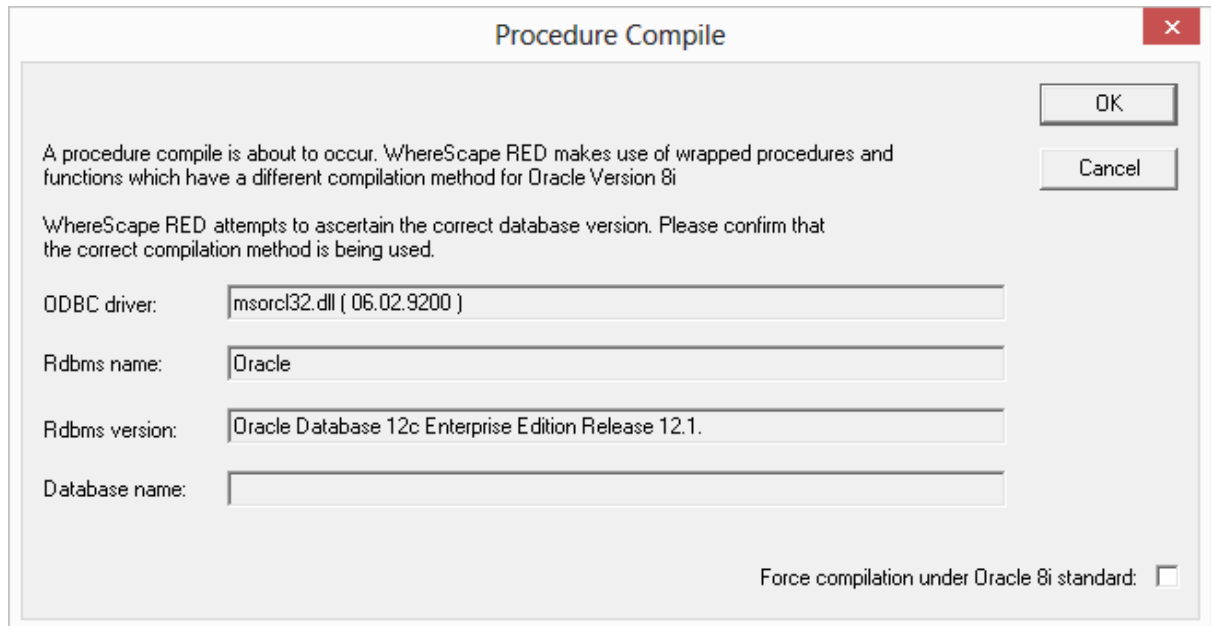 Procedure Compile
OK
A procedure compile is about to occur. WhereScape RED makes use of wrapped procedures and
functions which have a different compilation method for Oracle Version 8i
Cancel
WhereScape RED attempts to ascertain the correct database version. Please confirm that
the correct compilation method is being used.
ODBC driver: msorcl32.dll ( 06.02.9200 )
Rdbms name: Oracle
Rdbms version: Oracle Database 12c Enterprise Edition Release 12.1.
Database name:
Force compilation under Oracle 8i standard: